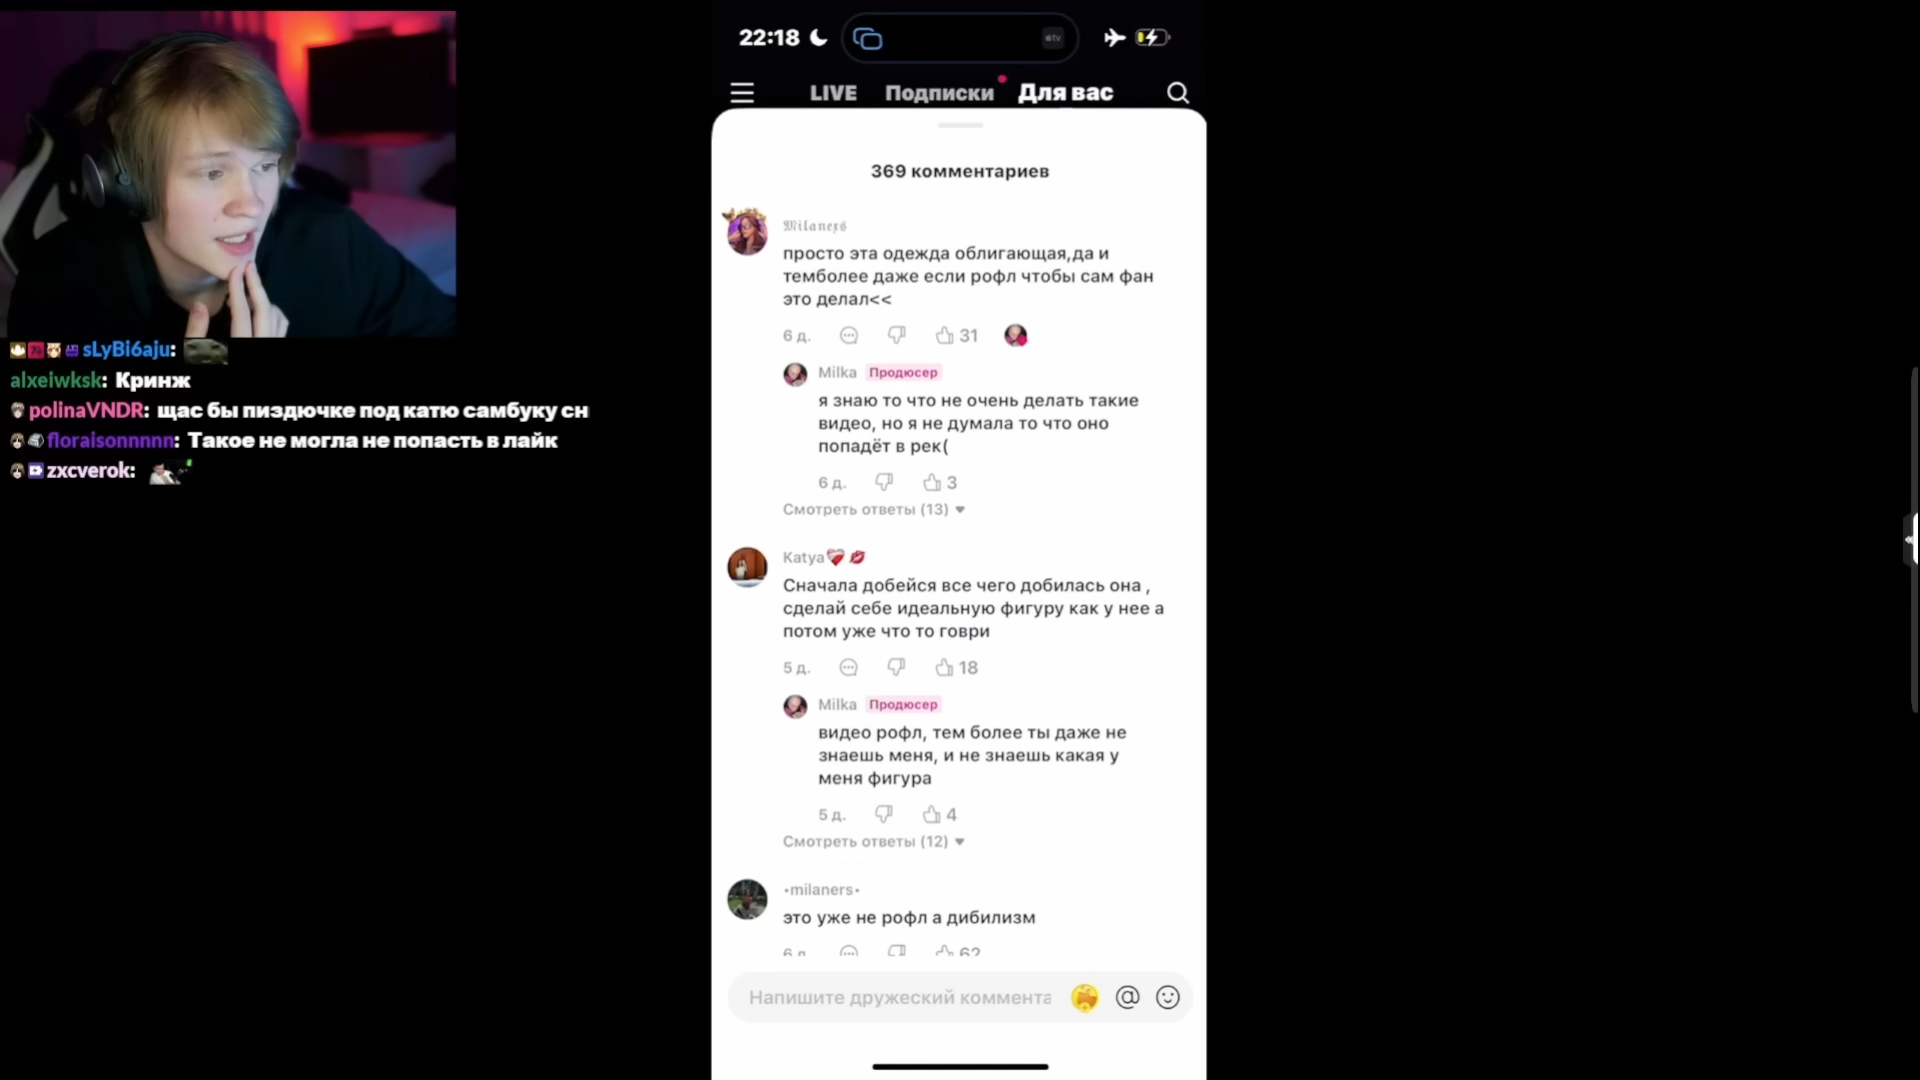 22:18
LIVE Подписки Для вас
369 комментариев
Milaners
просто эта одежда облигающая,да и
темболее даже если рофл чтобы сам фан
это делал<<
6 д. 31
Milka Продюсер
я знаю то что не очень делать такие
видео, но я не думала то что оно
попадёт в рек(
6 д. 3
Смотреть ответы (13)
Katya
Сначала добейся все чего добилась она ,
сделай себе идеальную фигуру как у нее а
потом уже что то говри
5 д. 18
Milka Продюсер
видео рофл, тем более ты даже не
знаешь меня, и не знаешь какая у
меня фигура
5 д. 4
Смотреть ответы (12)
•milaners•
это уже не рофл а дибилизм
6 д. 62
Напишите дружеский коммента
sLyBi6aju:
alxeiwksk: Кринж
polinaVNDR: щас бы пиздючке под катю самбуку сн
floraisonnnnn: Такое не могла не попасть в лайк
zxcverok: